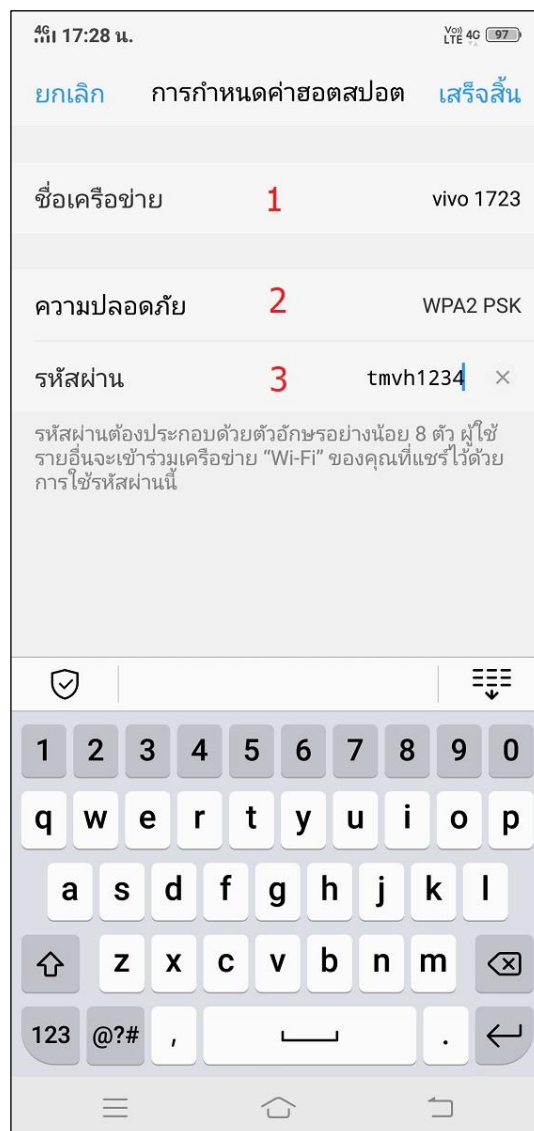 4G 17:28 น. Vo)) LTE 4G 97
ยกเลิก การกำหนดค่าฮอตสปอต เสร็จสิ้น
ชื่อเครือข่าย 1 vivo 1723
ความปลอดภัย 2 WPA2 PSK
รหัสผ่าน 3 tmvh1234
รหัสผ่านต้องประกอบด้วยตัวอักษรอย่างน้อย 8 ตัว ผู้ใช้
รายอื่นจะเข้าร่วมเครือข่าย “Wi-Fi” ของคุณที่แชร์ไว้ด้วย
การใช้รหัสผ่านนี้
1 2 3 4 5 6 7 8 9 0
q w e r t y u i o p
a s d f g h j k l
z x c v b n m
123 @?# , .